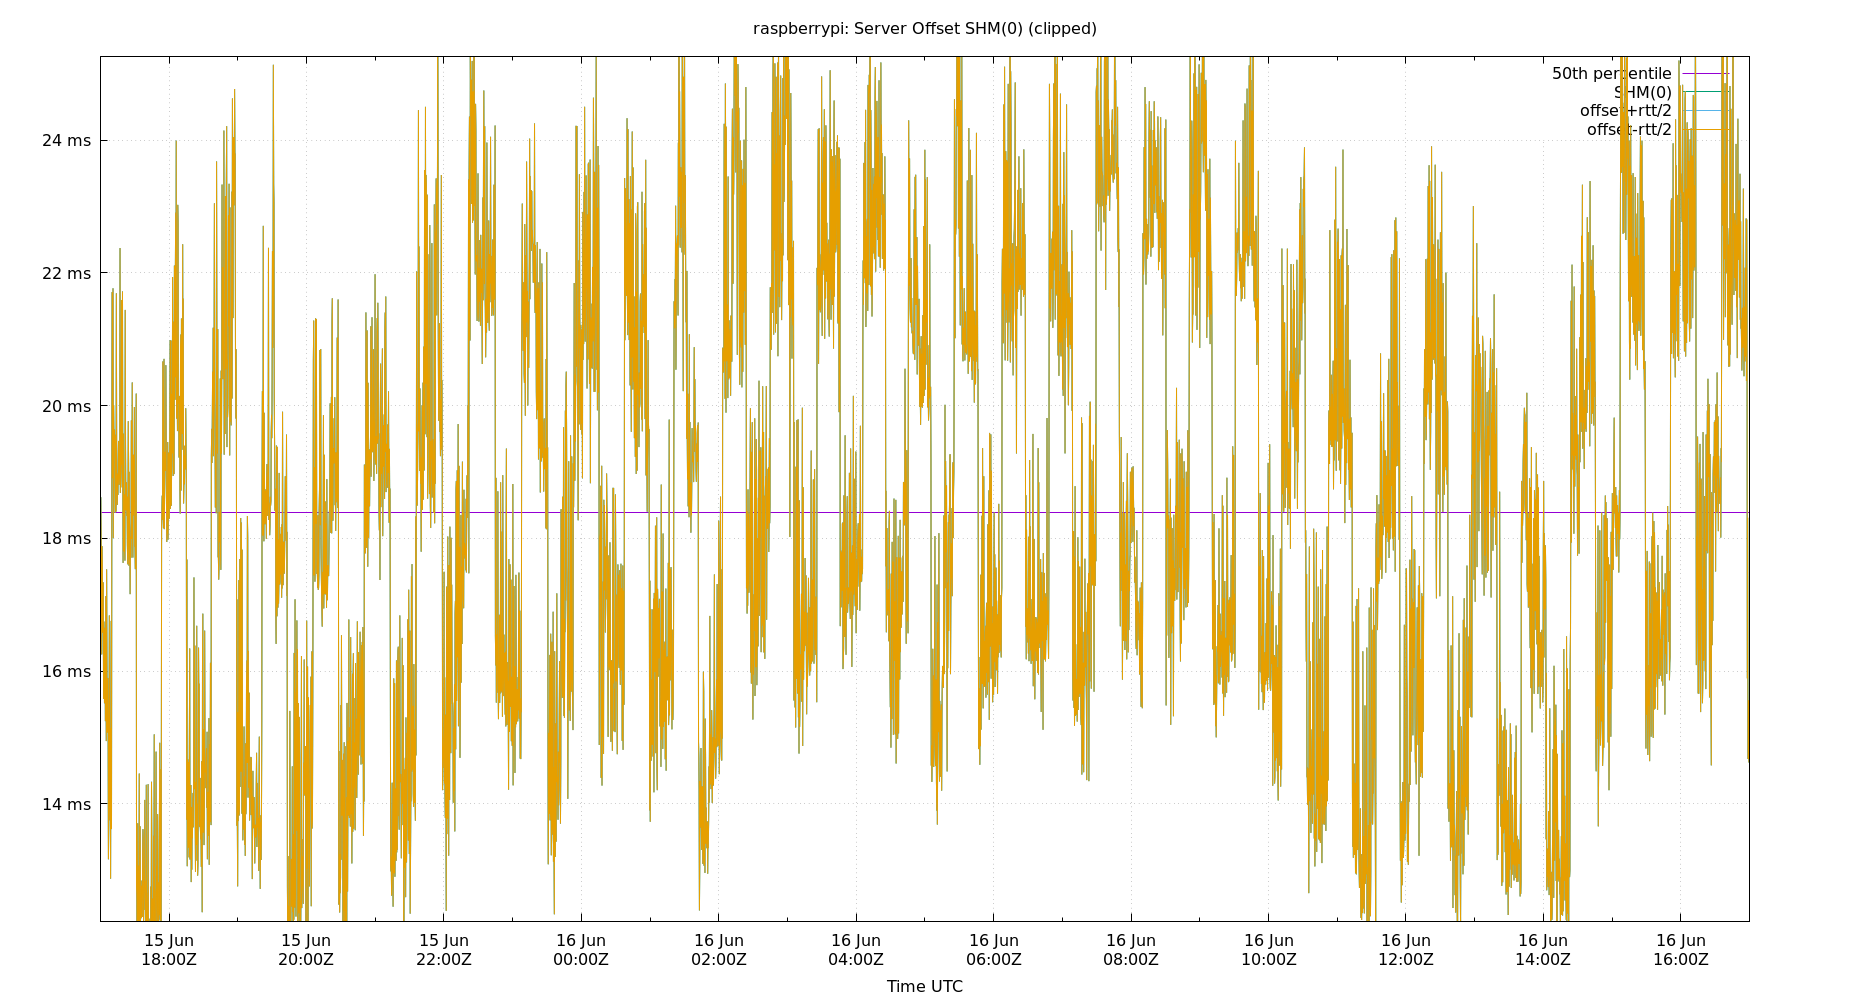 raspberrypi: Server Offset SHM(0) (clipped)
50th percentile
SHM(0)
offset+rtt/2
offset-rtt/2
24 ms
22 ms
20 ms
18 ms
16 ms
14 ms
15 Jun 15 Jun 15 Jun 16 Jun 16 Jun 16 Jun 16 Jun 16 Jun 16 Jun 16 Jun 16 Jun 16 Jun
18:00Z 20:00Z 22:00Z 00:00Z 02:00Z 04:00Z 06:00Z 08:00Z 10:00Z 12:00Z 14:00Z 16:00Z
Time UTC